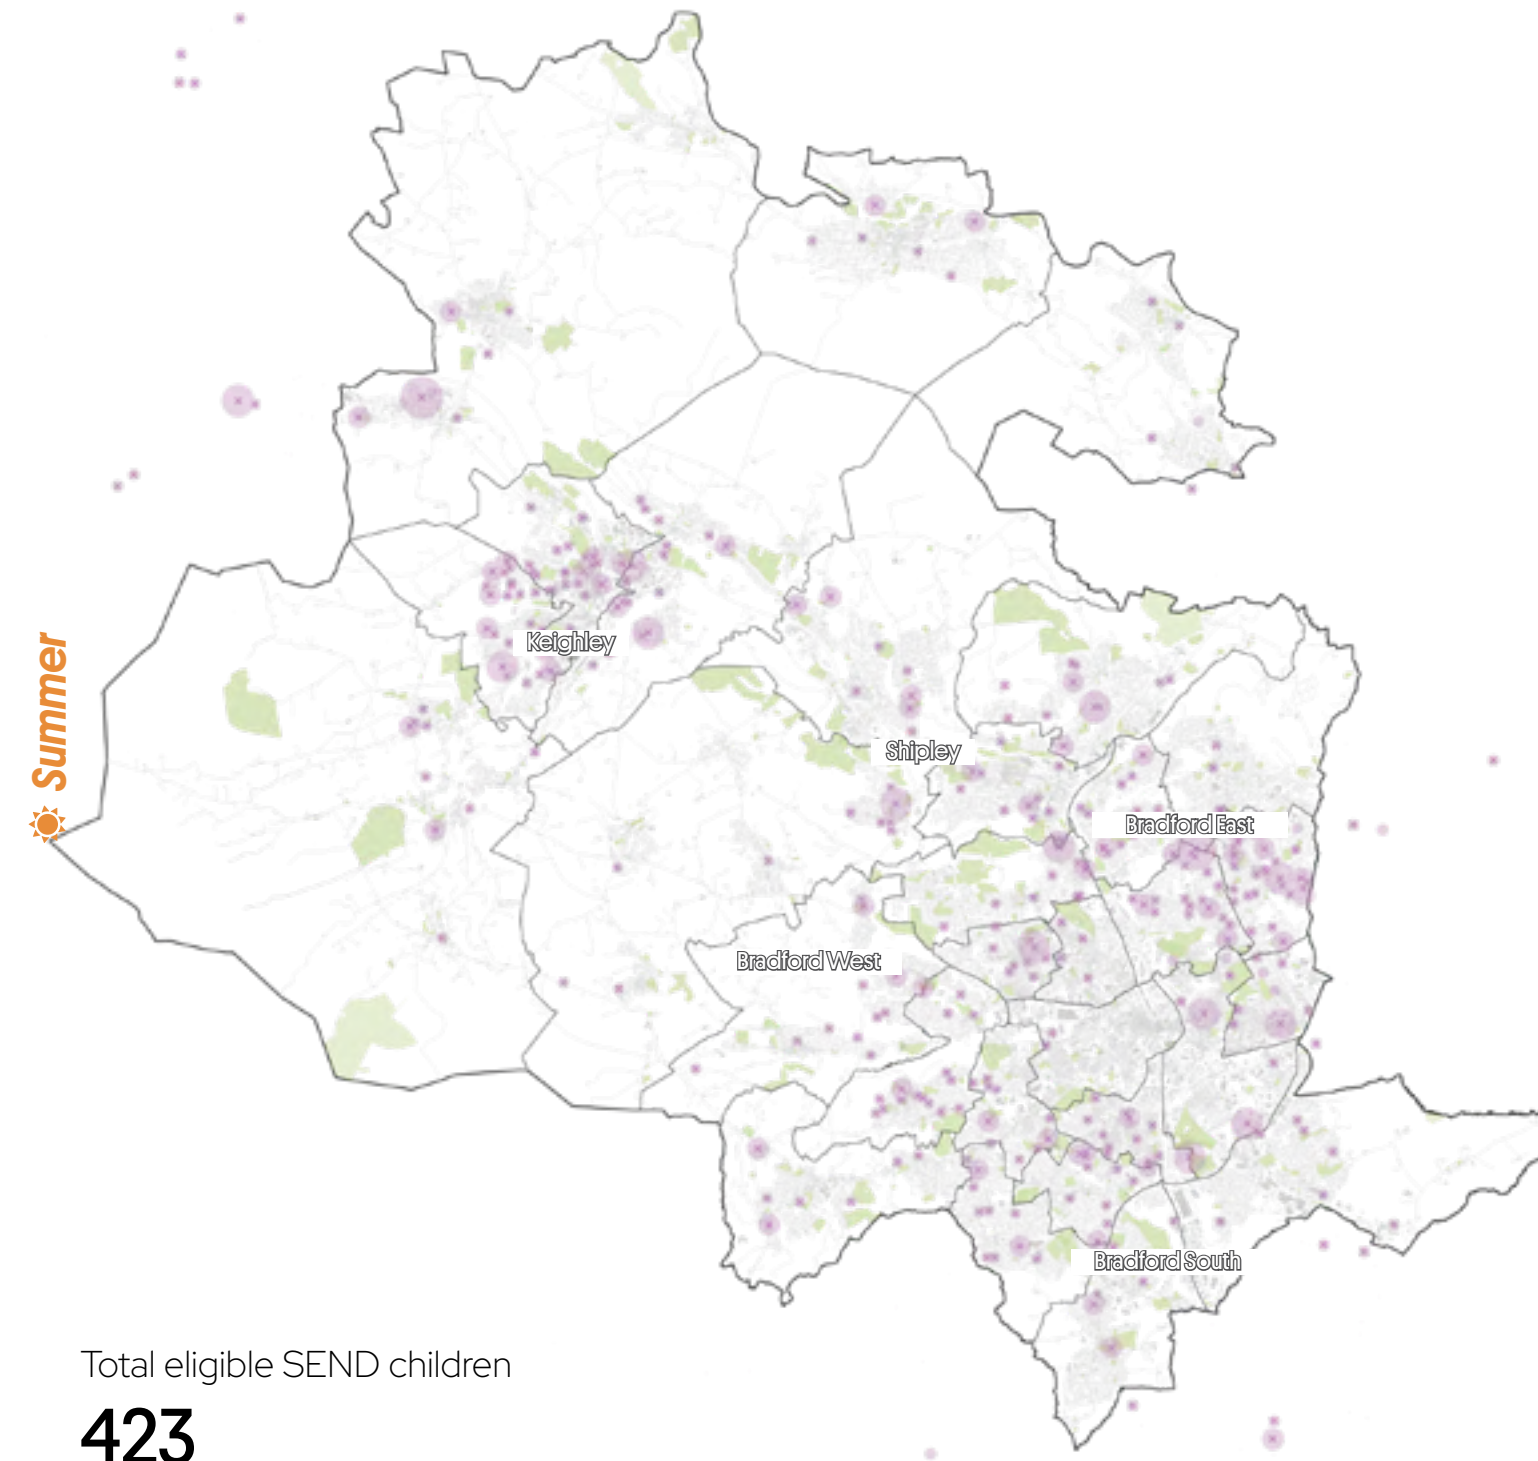 Summer
Keighley
Shipley
Bradford East
Bradford West
Bradford South
Total eligible SEND children
423